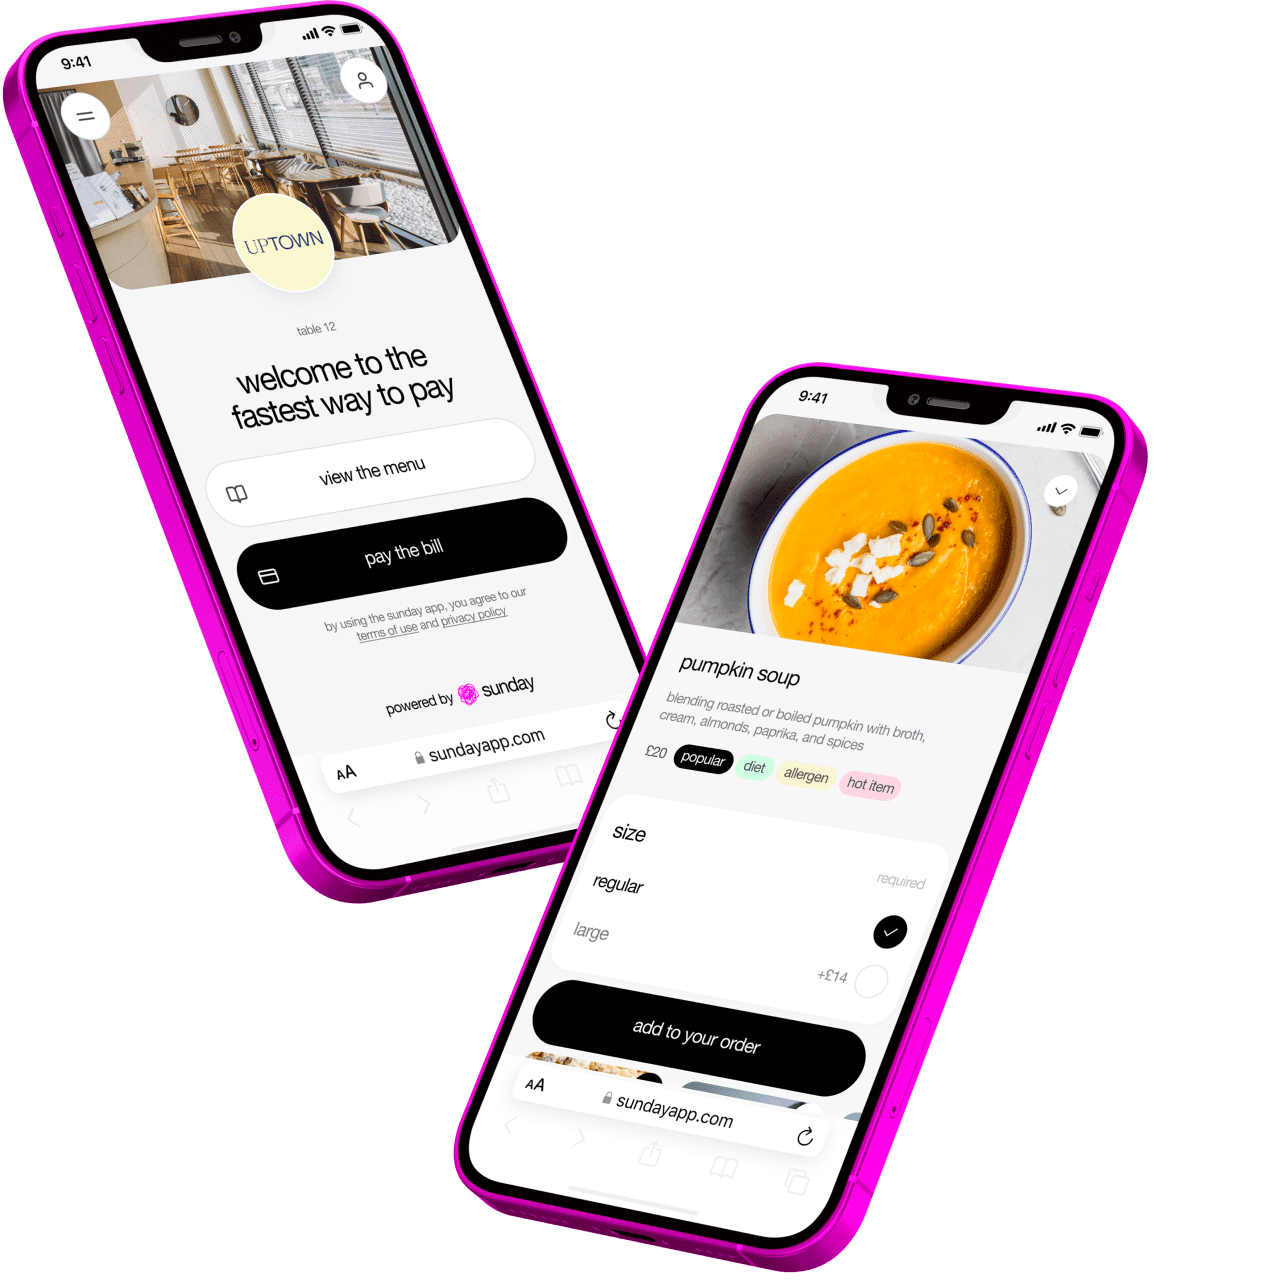 9:41
UPTOWN
table 12
welcome to the
fastest way to pay
view the menu
pay the bill
by using the sunday app, you agree to our
terms of use and privacy policy
powered by sunday
AA sundayapp.com
9:41
pumpkin soup
blending roasted or boiled pumpkin with broth,
cream, almonds, paprika, and spices
£20 popular diet allergen hot item
size
required
regular
large
+£14
add to your order
AA sundayapp.com